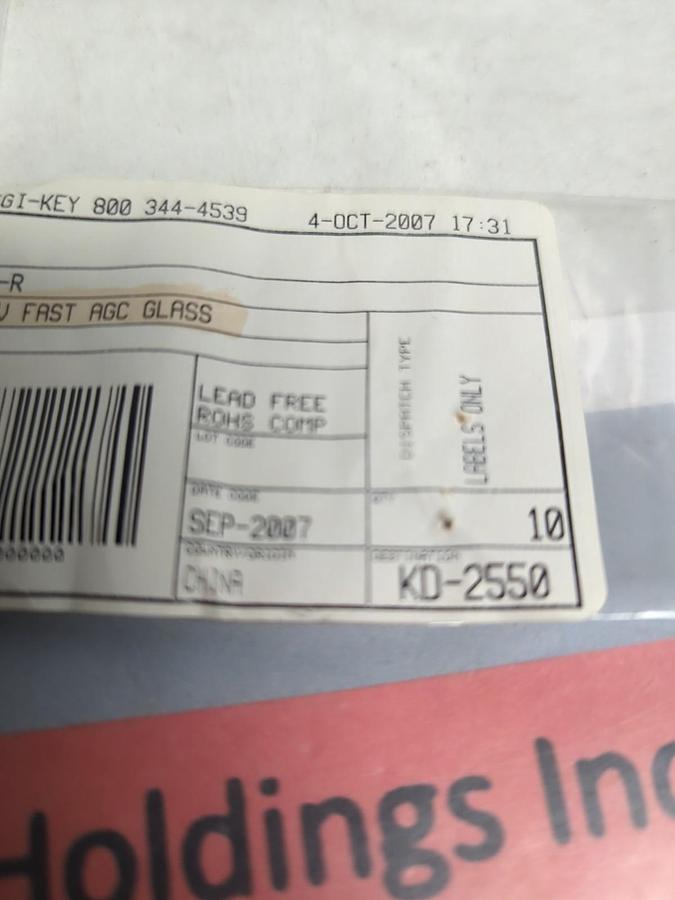 GI-KEY 800 344-4539 4-OCT-2007 17:31
-R
V FAST AGC GLASS
DISPATCH TYPE
LABELS ONLY
LEAD FREE
ROHS COMP
LOT CODE
DATE CODE
SEP-2007
QTY
10
000000
COUNTRY/ORIGIN
CHINA
DESTINATION
KD-2550
Holdings Inc